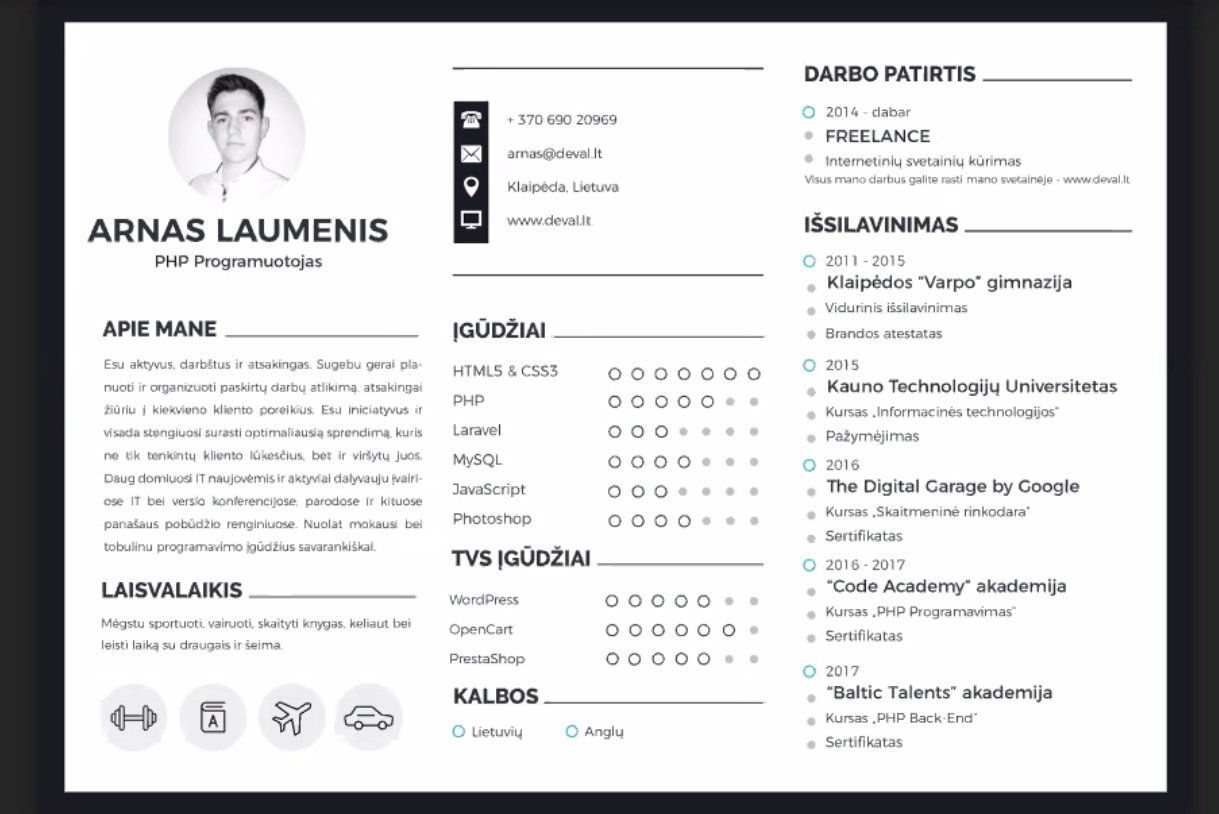 ARNAS LAUMENIS
PHP Programuotojas
APIE MANE
Esu aktyvus, darbštus ir atsakingas. Sugebu gerai pla-
nuoti ir organizuoti paskirtų darbų atlikimą, atsakingai
žiūriu į kiekvieno kliento poreikius. Esu iniciatyvus ir
visada stengiuosi surasti optimaliausią sprendimą, kuris
ne tik tenkintų kliento lūkesčius, bet ir viršytų juos.
Daug domiuosi IT naujovėmis ir aktyviai dalyvauju įvairi-
ose IT bei verslo konferencijose, parodose ir kituose
panašaus pobūdžio renginiuose. Nuolat mokausi bei
tobulinu programavimo įgūdžius savarankiškai.
LAISVALAIKIS
Mėgstu sportuoti, vairuoti, skaityti knygas, keliaut bei
leisti laiką su draugais ir šeima.
A
+ 370 690 20969
arnas@deval.lt
Klaipėda, Lietuva
www.deval.lt
ĮGŪDŽIAI
HTML5 & CSS3
PHP
Laravel
MySQL
JavaScript
Photoshop
TVS ĮGŪDŽIAI
WordPress
OpenCart
PrestaShop
KALBOS
Lietuvių Anglų
DARBO PATIRTIS
2014 - dabar
FREELANCE
Internetinių svetainių kūrimas
Visus mano darbus galite rasti mano svetainėje - www.deval.lt
IŠSILAVINIMAS
2011 - 2015
Klaipėdos “Varpo” gimnazija
Vidurinis išsilavinimas
Brandos atestatas
2015
Kauno Technologijų Universitetas
Kursas „Informacinės technologijos“
Pažymėjimas
2016
The Digital Garage by Google
Kursas „Skaitmeninė rinkodara“
Sertifikatas
2016 - 2017
“Code Academy” akademija
Kursas „PHP Programavimas“
Sertifikatas
2017
“Baltic Talents” akademija
Kursas „PHP Back-End“
Sertifikatas